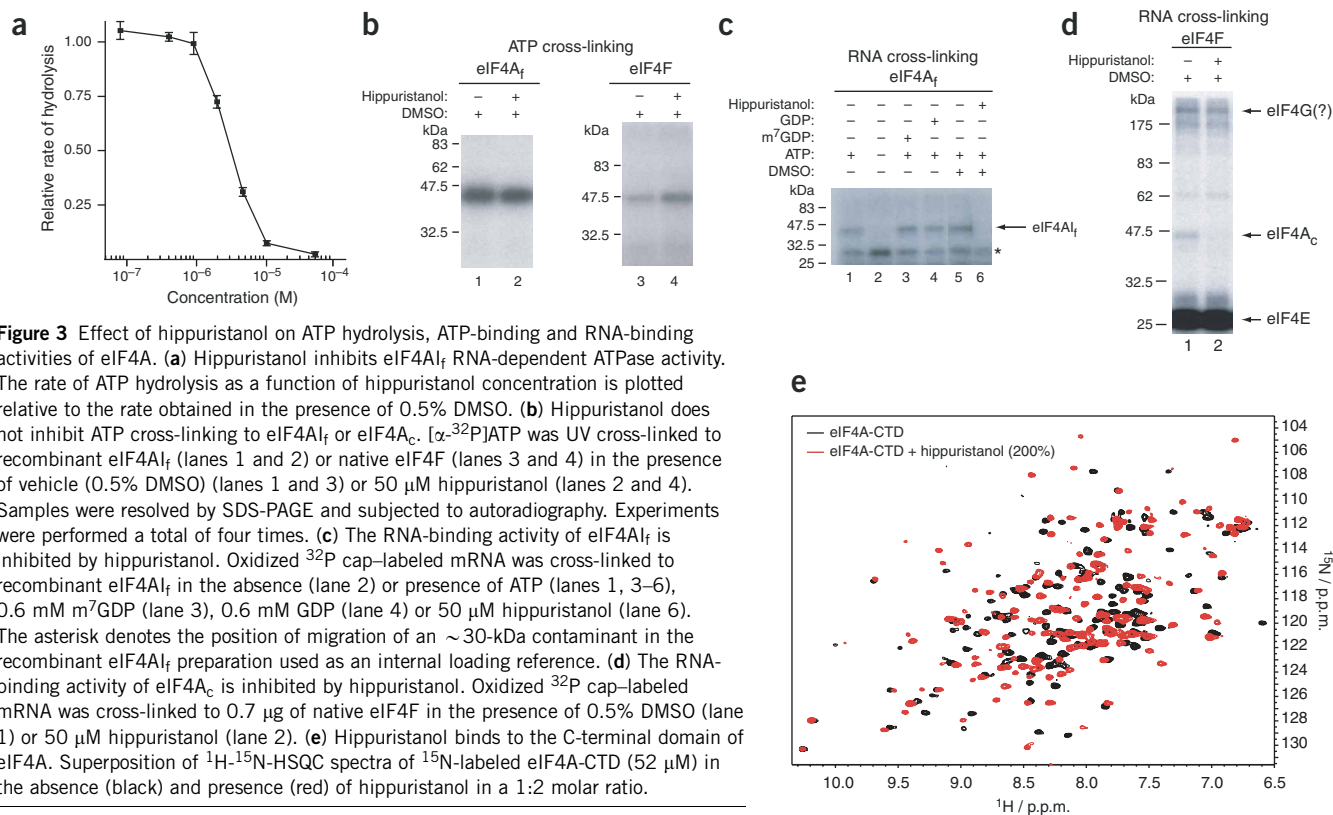 a
Relative rate of hydrolysis
1.00
0.75
0.50
0.25
10⁻⁷ 10⁻⁶ 10⁻⁵ 10⁻⁴
Concentration (M)
b
ATP cross-linking
eIF4A_f eIF4F
Hippuristanol: – + – +
DMSO: + + + +
kDa kDa
83 83
62
47.5 47.5
32.5 32.5
1 2 3 4
c
RNA cross-linking
eIF4A_f
Hippuristanol: – – – – – +
GDP: – – – + – –
m⁷GDP: – – + – – –
ATP: + – + + + +
DMSO: – – – – + +
kDa
83
47.5 eIF4AI_f
32.5 *
25
1 2 3 4 5 6
d
RNA cross-linking
eIF4F
Hippuristanol: – +
DMSO: + +
kDa
eIF4G(?)
175
83
62
47.5 eIF4A_c
32.5
25 eIF4E
1 2
Figure 3 Effect of hippuristanol on ATP hydrolysis, ATP-binding and RNA-binding
activities of eIF4A. (a) Hippuristanol inhibits eIF4AI_f RNA-dependent ATPase activity.
The rate of ATP hydrolysis as a function of hippuristanol concentration is plotted
relative to the rate obtained in the presence of 0.5% DMSO. (b) Hippuristanol does
not inhibit ATP cross-linking to eIF4AI_f or eIF4A_c. [α-³²P]ATP was UV cross-linked to
recombinant eIF4AI_f (lanes 1 and 2) or native eIF4F (lanes 3 and 4) in the presence
of vehicle (0.5% DMSO) (lanes 1 and 3) or 50 μM hippuristanol (lanes 2 and 4).
Samples were resolved by SDS-PAGE and subjected to autoradiography. Experiments
were performed a total of four times. (c) The RNA-binding activity of eIF4AI_f is
inhibited by hippuristanol. Oxidized ³²P cap–labeled mRNA was cross-linked to
recombinant eIF4AI_f in the absence (lane 2) or presence of ATP (lanes 1, 3–6),
0.6 mM m⁷GDP (lane 3), 0.6 mM GDP (lane 4) or 50 μM hippuristanol (lane 6).
The asterisk denotes the position of migration of an ~30-kDa contaminant in the
recombinant eIF4AI_f preparation used as an internal loading reference. (d) The RNA-
binding activity of eIF4A_c is inhibited by hippuristanol. Oxidized ³²P cap–labeled
mRNA was cross-linked to 0.7 μg of native eIF4F in the presence of 0.5% DMSO (lane
1) or 50 μM hippuristanol (lane 2). (e) Hippuristanol binds to the C-terminal domain of
eIF4A. Superposition of ¹H-¹⁵N-HSQC spectra of ¹⁵N-labeled eIF4A-CTD (52 μM) in
the absence (black) and presence (red) of hippuristanol in a 1:2 molar ratio.
e
eIF4A-CTD
eIF4A-CTD + hippuristanol (200%)
104
106
108
110
112
114
116
118
120
122
124
126
128
130
¹⁵N / p.p.m.
10.0 9.5 9.0 8.5 8.0 7.5 7.0 6.5
¹H / p.p.m.